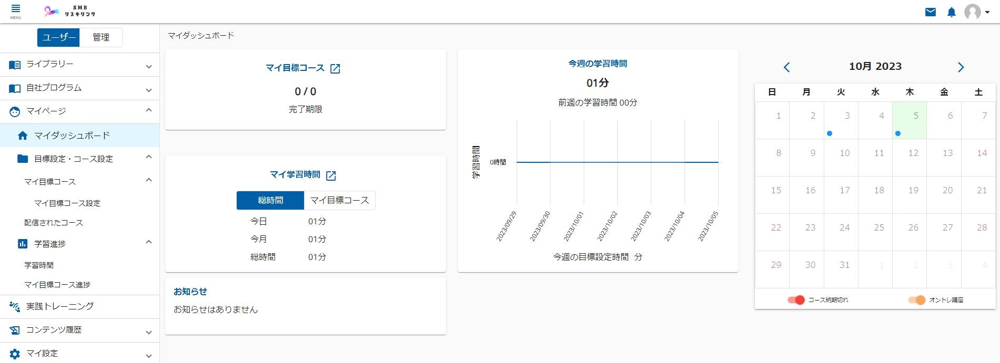 MENU
SMB
リスキリング
ユーザー 管理
ライブラリー
自社プログラム
マイページ
マイダッシュボード
目標設定・コース設定
マイ目標コース
マイ目標コース設定
配信されたコース
学習進捗
学習時間
マイ目標コース進捗
実践トレーニング
コンテンツ履歴
マイ設定
マイダッシュボード
マイ目標コース
0 / 0
完了期限
マイ学習時間
総時間 マイ目標コース
今日 01分
今月 01分
総時間 01分
お知らせ
お知らせはありません
今週の学習時間
01分
前週の学習時間 00分
学習時間
0時間
2023/09/29 2023/09/30 2023/10/01 2023/10/02 2023/10/03 2023/10/04 2023/10/05
今週の目標設定時間 分
10月 2023
日 月 火 水 木 金 土
1 2 3 4 5 6 7
8 9 10 11 12 13 14
15 16 17 18 19 20 21
22 23 24 25 26 27 28
29 30 31 1 2 3 4
コース納期切れ オントレ講座